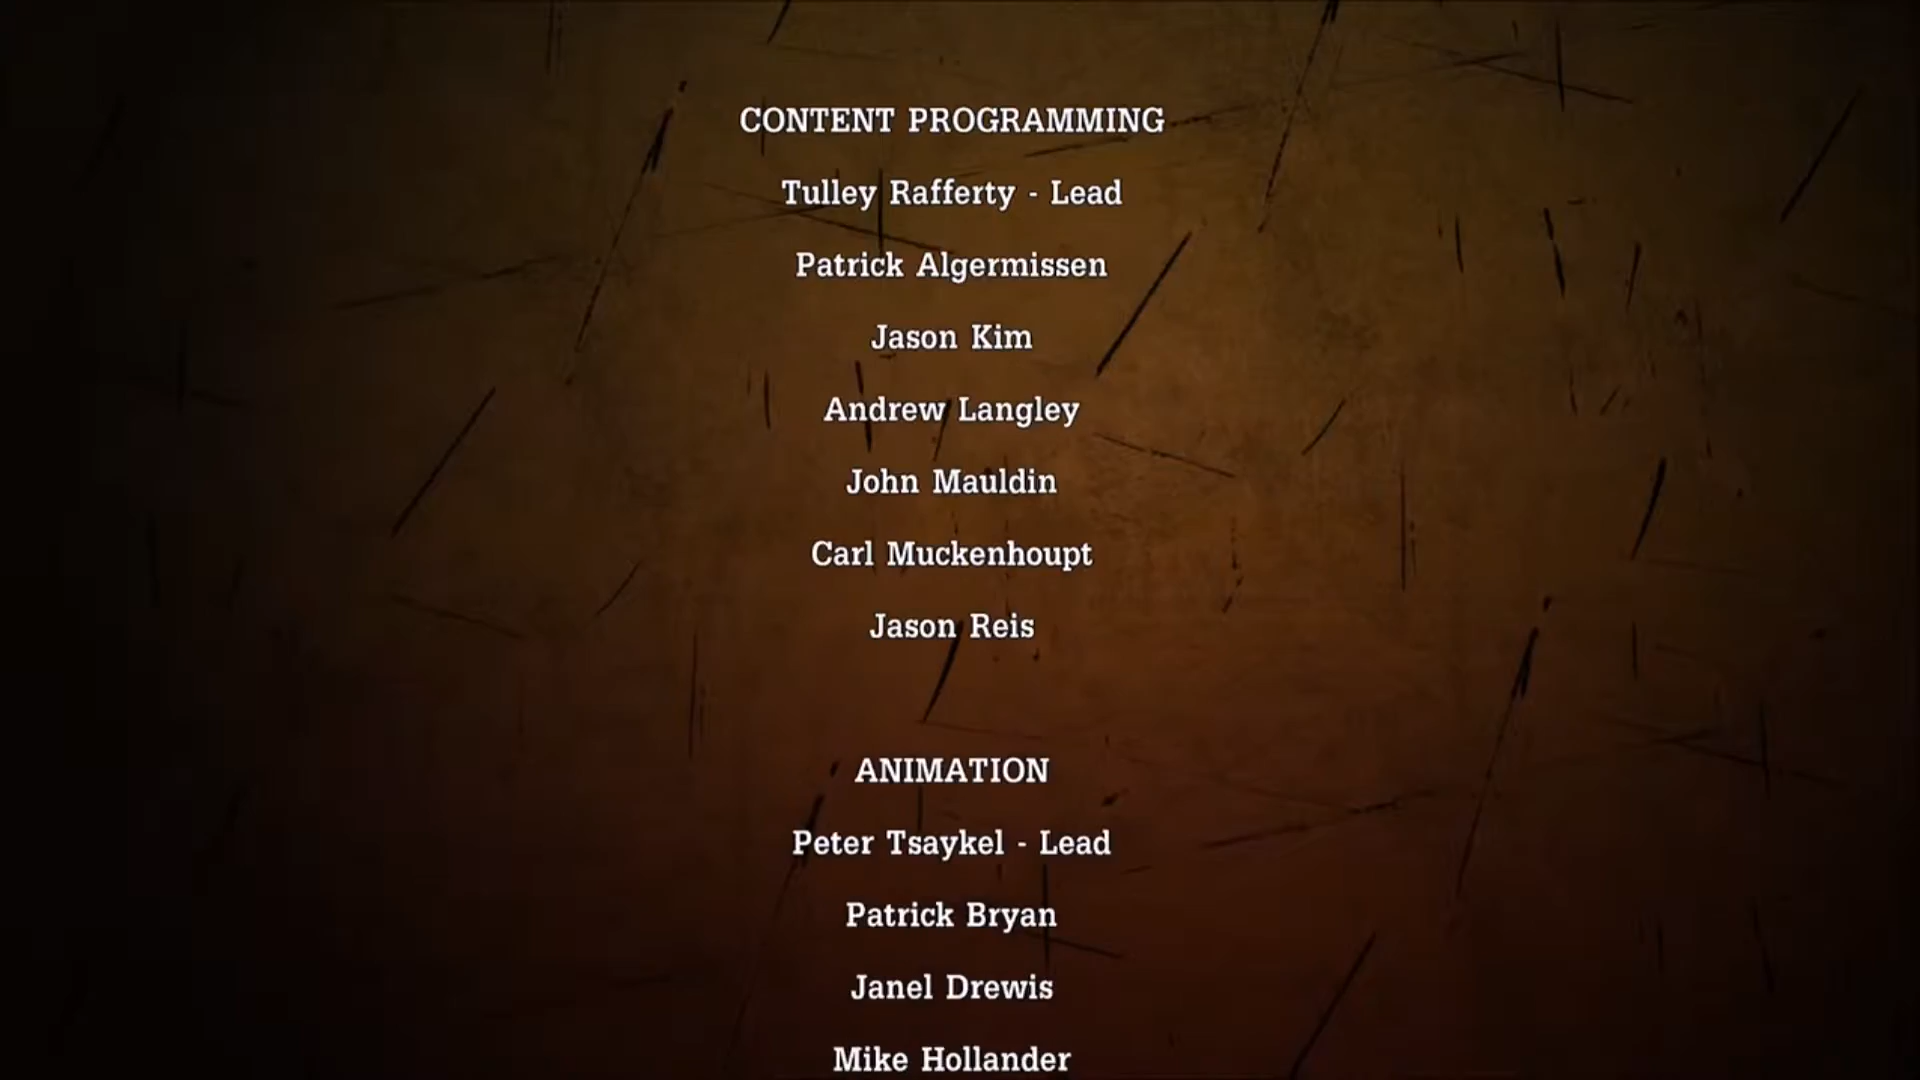 CONTENT PROGRAMMING
Tulley Rafferty - Lead
Patrick Algermissen
Jason Kim
Andrew Langley
John Mauldin
Carl Muckenhoupt
Jason Reis
ANIMATION
Peter Tsaykel - Lead
Patrick Bryan
Janel Drewis
Mike Hollander